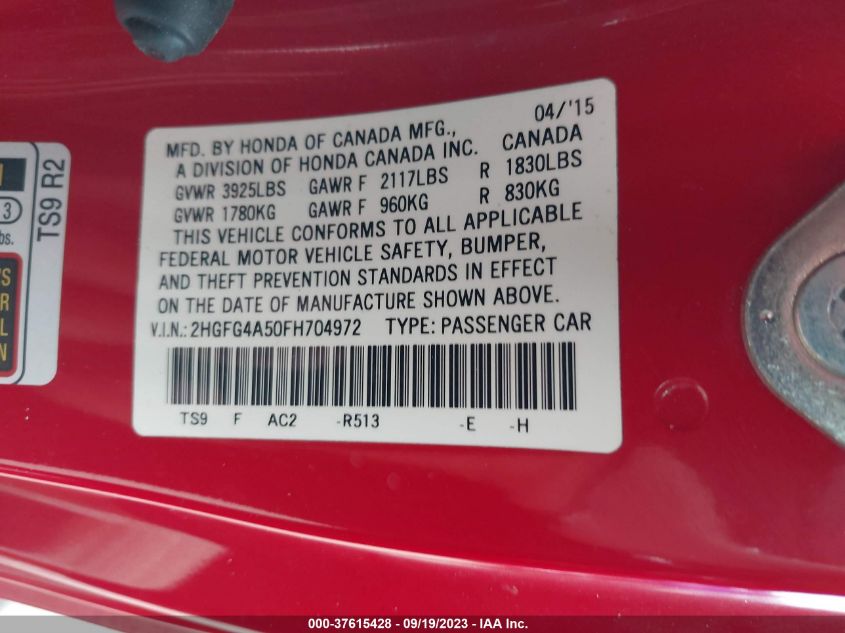 04/'15
MFD. BY HONDA OF CANADA MFG.,
A DIVISION OF HONDA CANADA INC. CANADA
GVWR 3925LBS GAWR F 2117LBS R 1830LBS
GVWR 1780KG GAWR F 960KG R 830KG
THIS VEHICLE CONFORMS TO ALL APPLICABLE
FEDERAL MOTOR VEHICLE SAFETY, BUMPER,
AND THEFT PREVENTION STANDARDS IN EFFECT
ON THE DATE OF MANUFACTURE SHOWN ABOVE.
V.I.N.: 2HGFG4A50FH704972 TYPE: PASSENGER CAR
TS9 F AC2 -R513 -E -H
TS9 R2
3
bs.
000-37615428 - 09/19/2023 - IAA Inc.